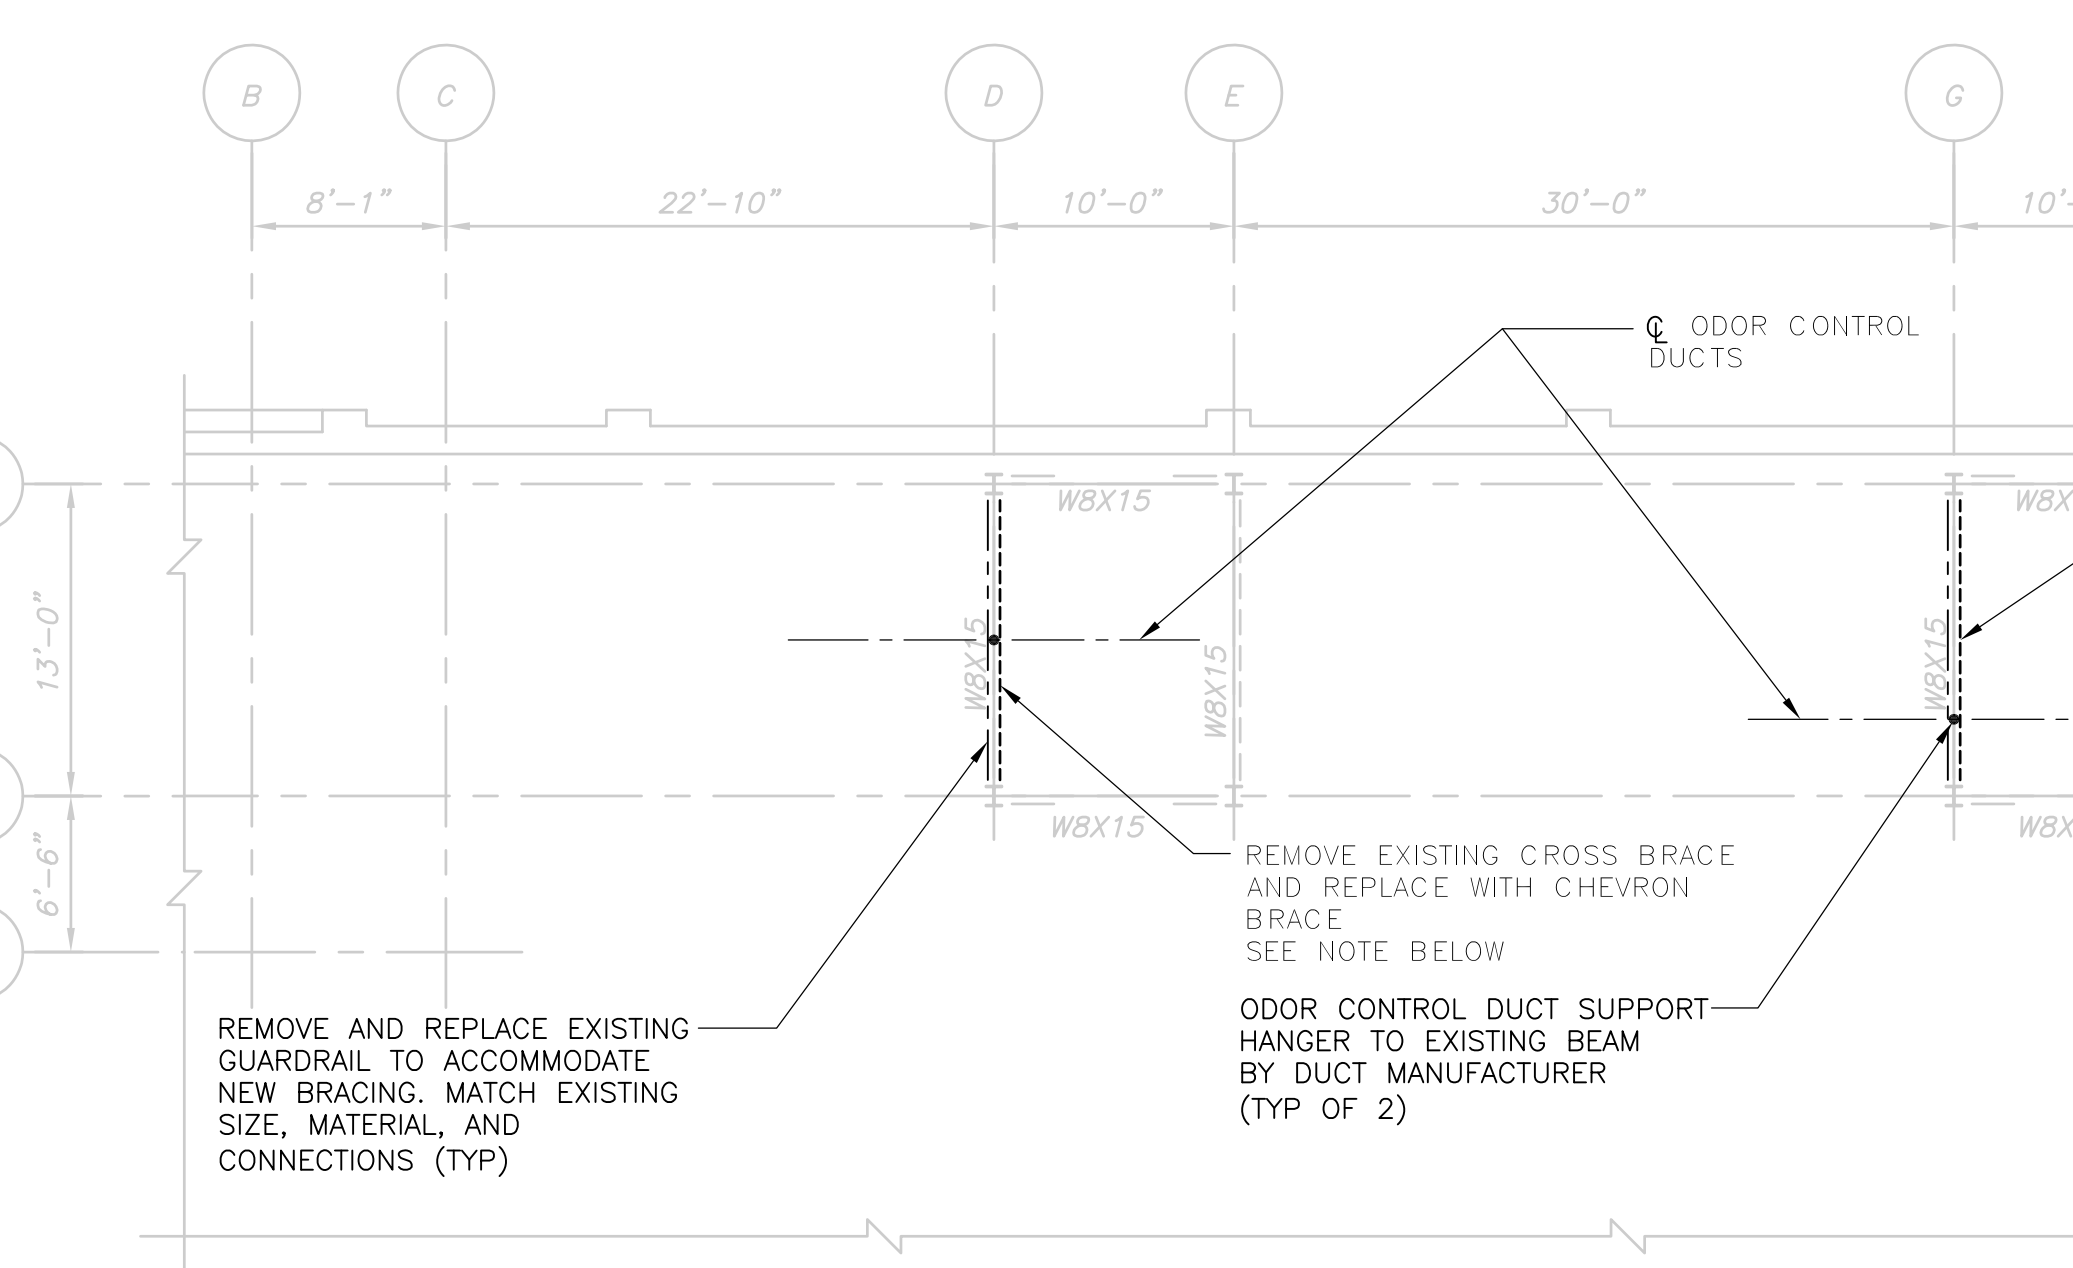 B
C
D
E
G
8'-1"
22'-10"
10'-0"
30'-0"
℄ ODOR CONTROL
DUCTS
W8X15
W8X15
W8X15
W8X15
W8X15
13'-0"
6'-6"
REMOVE EXISTING CROSS BRACE
AND REPLACE WITH CHEVRON
BRACE
SEE NOTE BELOW
ODOR CONTROL DUCT SUPPORT
HANGER TO EXISTING BEAM
BY DUCT MANUFACTURER
(TYP OF 2)
REMOVE AND REPLACE EXISTING
GUARDRAIL TO ACCOMMODATE
NEW BRACING. MATCH EXISTING
SIZE, MATERIAL, AND
CONNECTIONS (TYP)